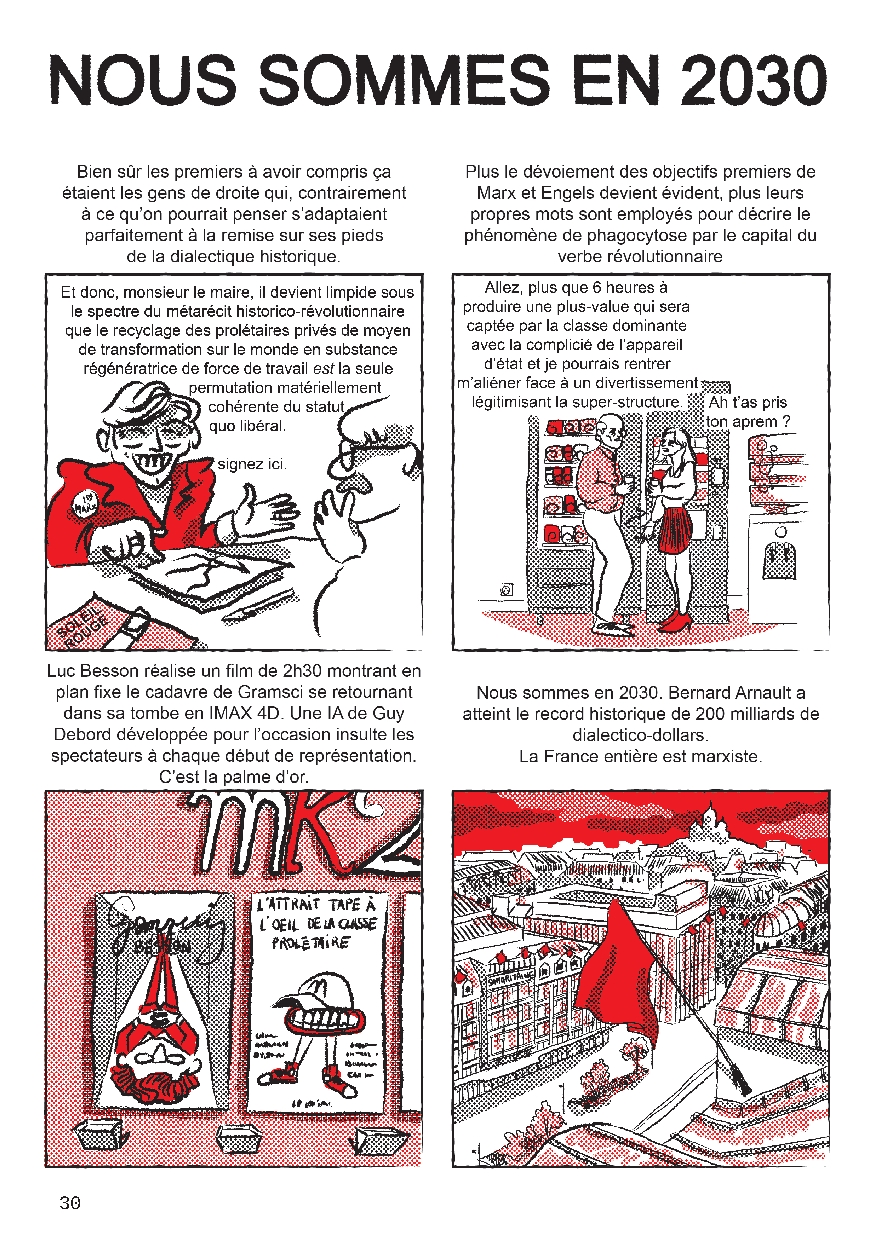 NOUS SOMMES EN 2030
Bien sûr les premiers à avoir compris ça
étaient les gens de droite qui, contrairement
à ce qu'on pourrait penser s'adaptaient
parfaitement à la remise sur ses pieds
de la dialectique historique.
Et donc, monsieur le maire, il devient limpide sous
le spectre du métarécit historico-révolutionnaire
que le recyclage des prolétaires privés de moyen
de transformation sur le monde en substance
régénératrice de force de travail est la seule
permutation matériellement
cohérente du statut
quo libéral.
signez ici.
I
MARX
SOLEIL
ROUGE
Plus le dévoiement des objectifs premiers de
Marx et Engels devient évident, plus leurs
propres mots sont employés pour décrire le
phénomène de phagocytose par le capital du
verbe révolutionnaire
Allez, plus que 6 heures à
produire une plus-value qui sera
captée par la classe dominante
avec la complicié de l'appareil
d'état et je pourrais rentrer
m'aliéner face à un divertissement
légitimisant la super-structure.
Ah t'as pris
ton aprem ?
Luc Besson réalise un film de 2h30 montrant en
plan fixe le cadavre de Gramsci se retournant
dans sa tombe en IMAX 4D. Une IA de Guy
Debord développée pour l'occasion insulte les
spectateurs à chaque début de représentation.
C'est la palme d'or.
mk2
gramsci
BESSON
L'ATTRAIT TAPE À
L'OEIL DE LA CLASSE
PROLETAIRE
Nous sommes en 2030. Bernard Arnault a
atteint le record historique de 200 milliards de
dialectico-dollars.
La France entière est marxiste.
SAMARITAINE
30